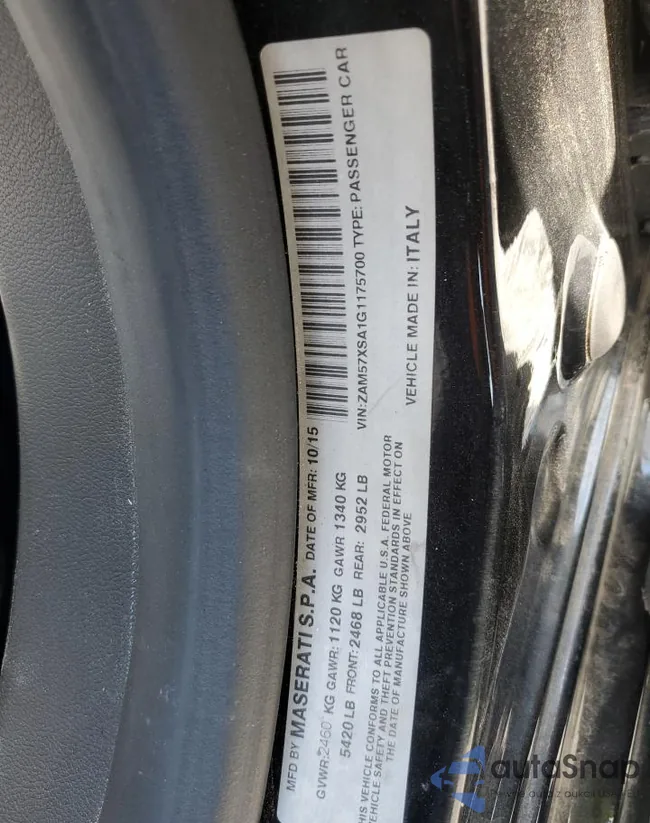 MFD BY MASERATI S.P.A. DATE OF MFR: 10/15
GVWR: 2460 KG GAWR: 1120 KG GAWR 1340 KG
5420 LB FRONT: 2468 LB REAR: 2952 LB
VIN: ZAM57XSA1G1175700 TYPE: PASSENGER CAR
VEHICLE MADE IN: ITALY
THIS VEHICLE CONFORMS TO ALL APPLICABLE U.S.A. FEDERAL MOTOR
VEHICLE SAFETY AND THEFT PREVENTION STANDARDS IN EFFECT ON
THE DATE OF MANUFACTURE SHOWN ABOVE
autoSnap